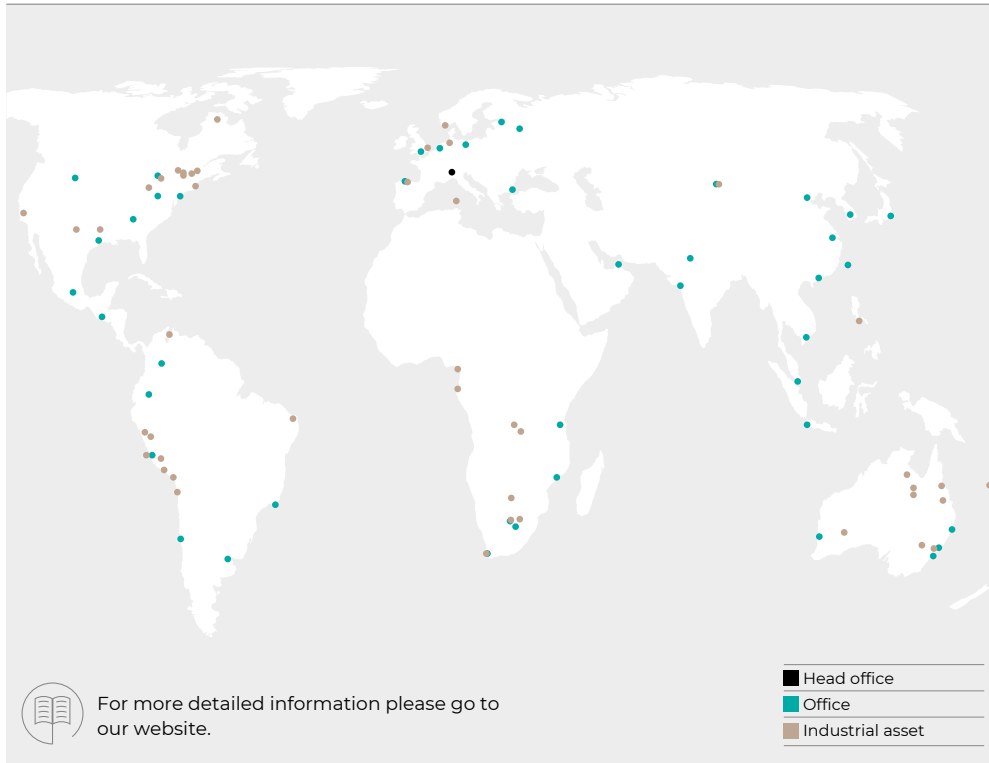 For more detailed information please go to
our website.
Head office
Office
Industrial asset